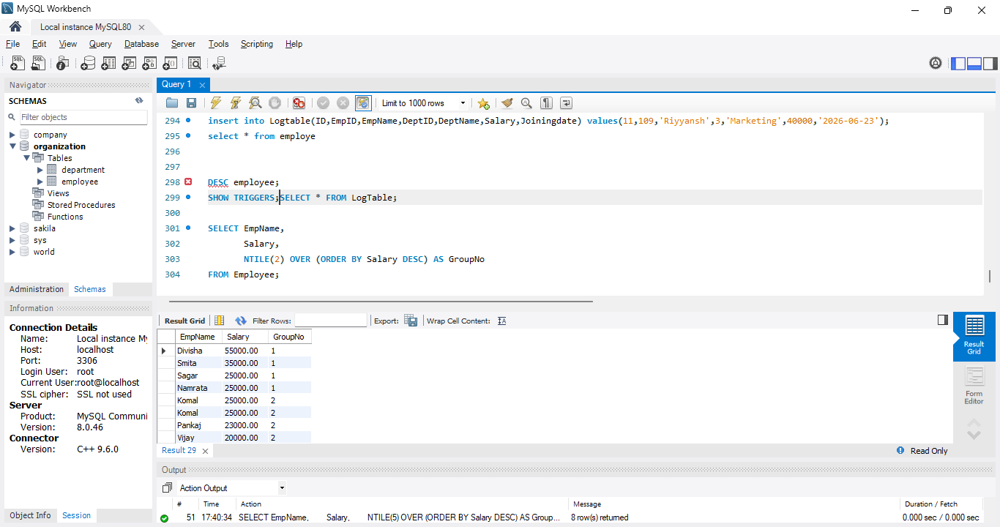 MySQL Workbench
Local instance MySQL80
File Edit View Query Database Server Tools Scripting Help
Navigator
SCHEMAS
Filter objects
company
organization
Tables
department
employee
Views
Stored Procedures
Functions
sakila
sys
world
Administration Schemas
Information
Connection Details
Name: Local instance My
Host: localhost
Port: 3306
Login User: root
Current User:root@localhost
SSL cipher: SSL not used
Server
Product: MySQL Communi
Version: 8.0.46
Connector
Version: C++ 9.6.0
Object Info Session
Query 1
Limit to 1000 rows
294 insert into Logtable(ID,EmpID,EmpName,DeptID,DeptName,Salary,Joiningdate) values(11,109,'Riyyansh',3,'Marketing',40000,'2026-06-23');
295 select * from employe
296
297
298 DESC employee;
299 SHOW TRIGGERS;SELECT * FROM LogTable;
300
301 SELECT EmpName,
302 Salary,
303 NTILE(2) OVER (ORDER BY Salary DESC) AS GroupNo
304 FROM Employee;
Result Grid Filter Rows: Export: Wrap Cell Content:
EmpName Salary GroupNo
Divisha 55000.00 1
Smita 35000.00 1
Sagar 25000.00 1
Namrata 25000.00 1
Komal 25000.00 2
Komal 25000.00 2
Pankaj 23000.00 2
Vijay 20000.00 2
Result Grid
Form Editor
Result 29 Read Only
Output
Action Output
# Time Action Message Duration / Fetch
51 17:40:34 SELECT EmpName, Salary, NTILE(5) OVER (ORDER BY Salary DESC) AS Group... 8 row(s) returned 0.000 sec / 0.000 sec